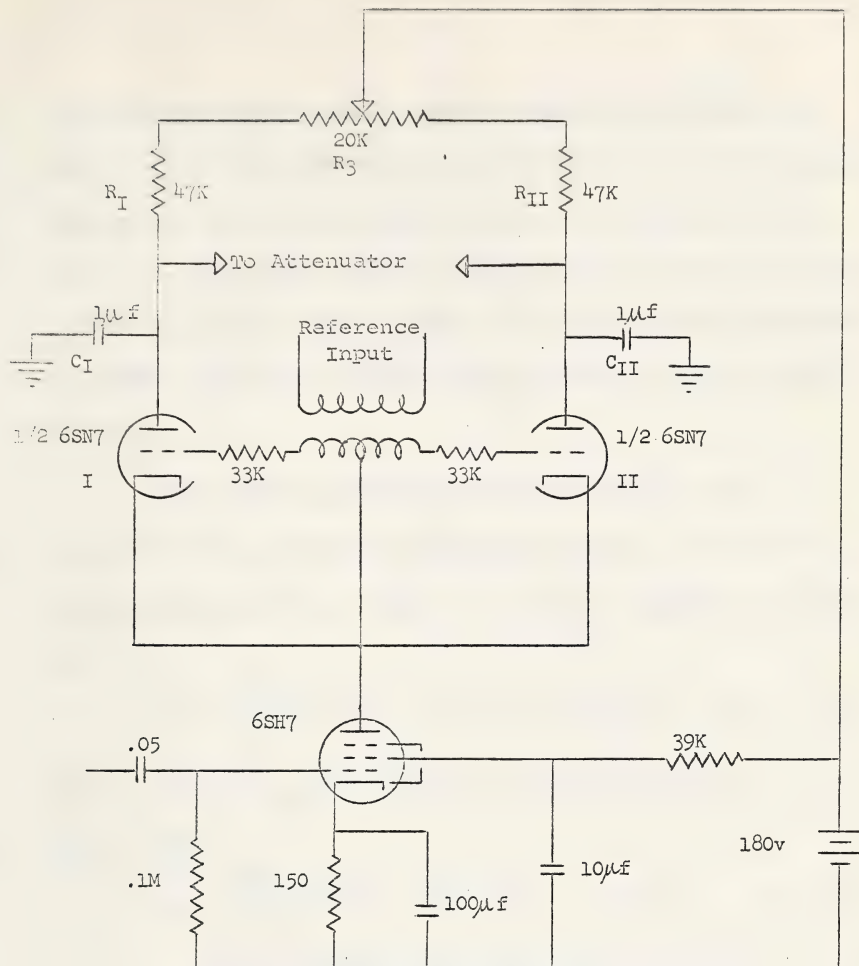 20K
R3
RI 47K
RII 47K
To Attenuator
1μf
CI
Reference
Input
1μf
CII
1/2 6SN7
I
33K
33K
1/2 6SN7
II
6SH7
.05
39K
.1M
150
100μf
10μf
180v